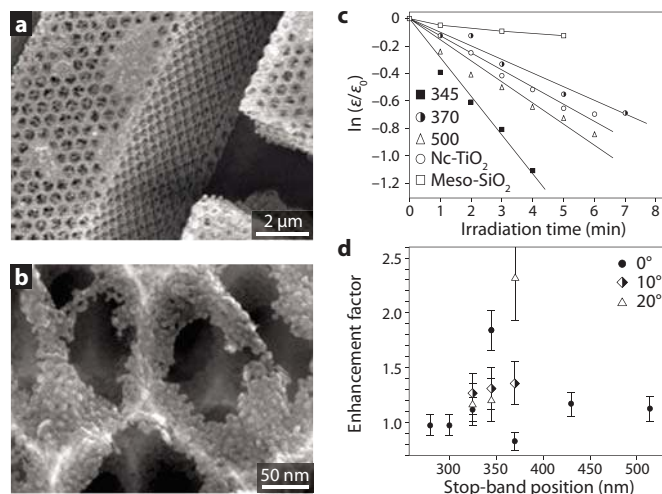 a
2 µm
b
50 nm
c
0
−0.2
−0.4
−0.6
−0.8
−1.0
−1.2
ln (ε/ε₀)
345
370
500
Nc-TiO₂
Meso-SiO₂
0 1 2 3 4 5 6 7 8
Irradiation time (min)
d
2.5
2.0
1.5
1.0
Enhancement factor
0°
10°
20°
300 350 400 450 500
Stop-band position (nm)